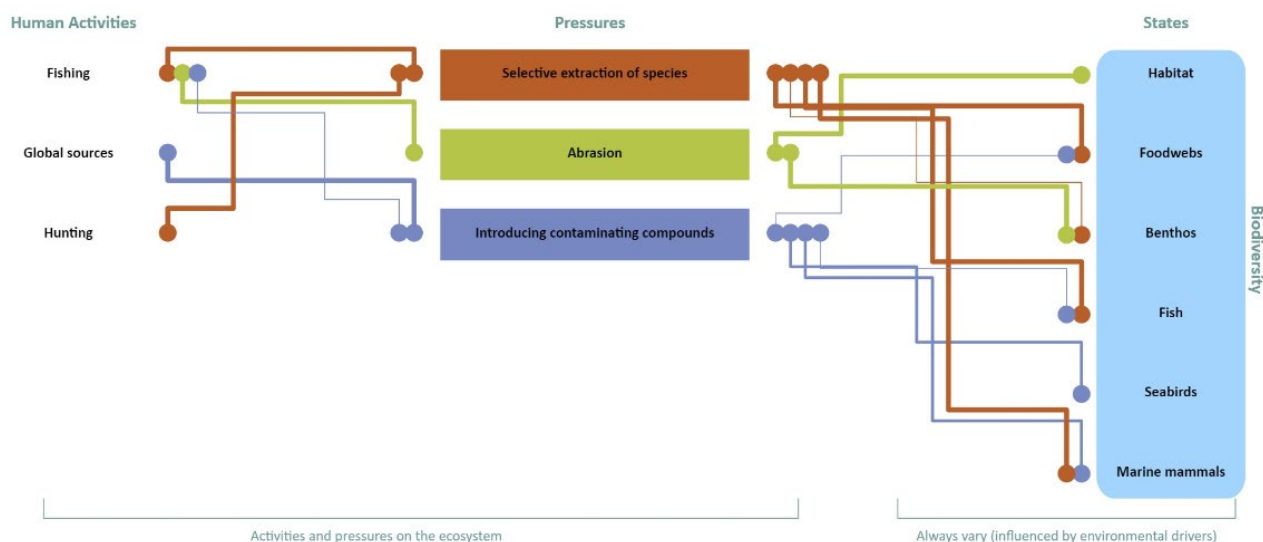 Human Activities
Pressures
States
Fishing
Selective extraction of species
Habitat
Global sources
Abrasion
Foodwebs
Hunting
Introducing contaminating compounds
Benthos
Biodiversity
Fish
Seabirds
Marine mammals
Activities and pressures on the ecosystem
Always vary (influenced by environmental drivers)